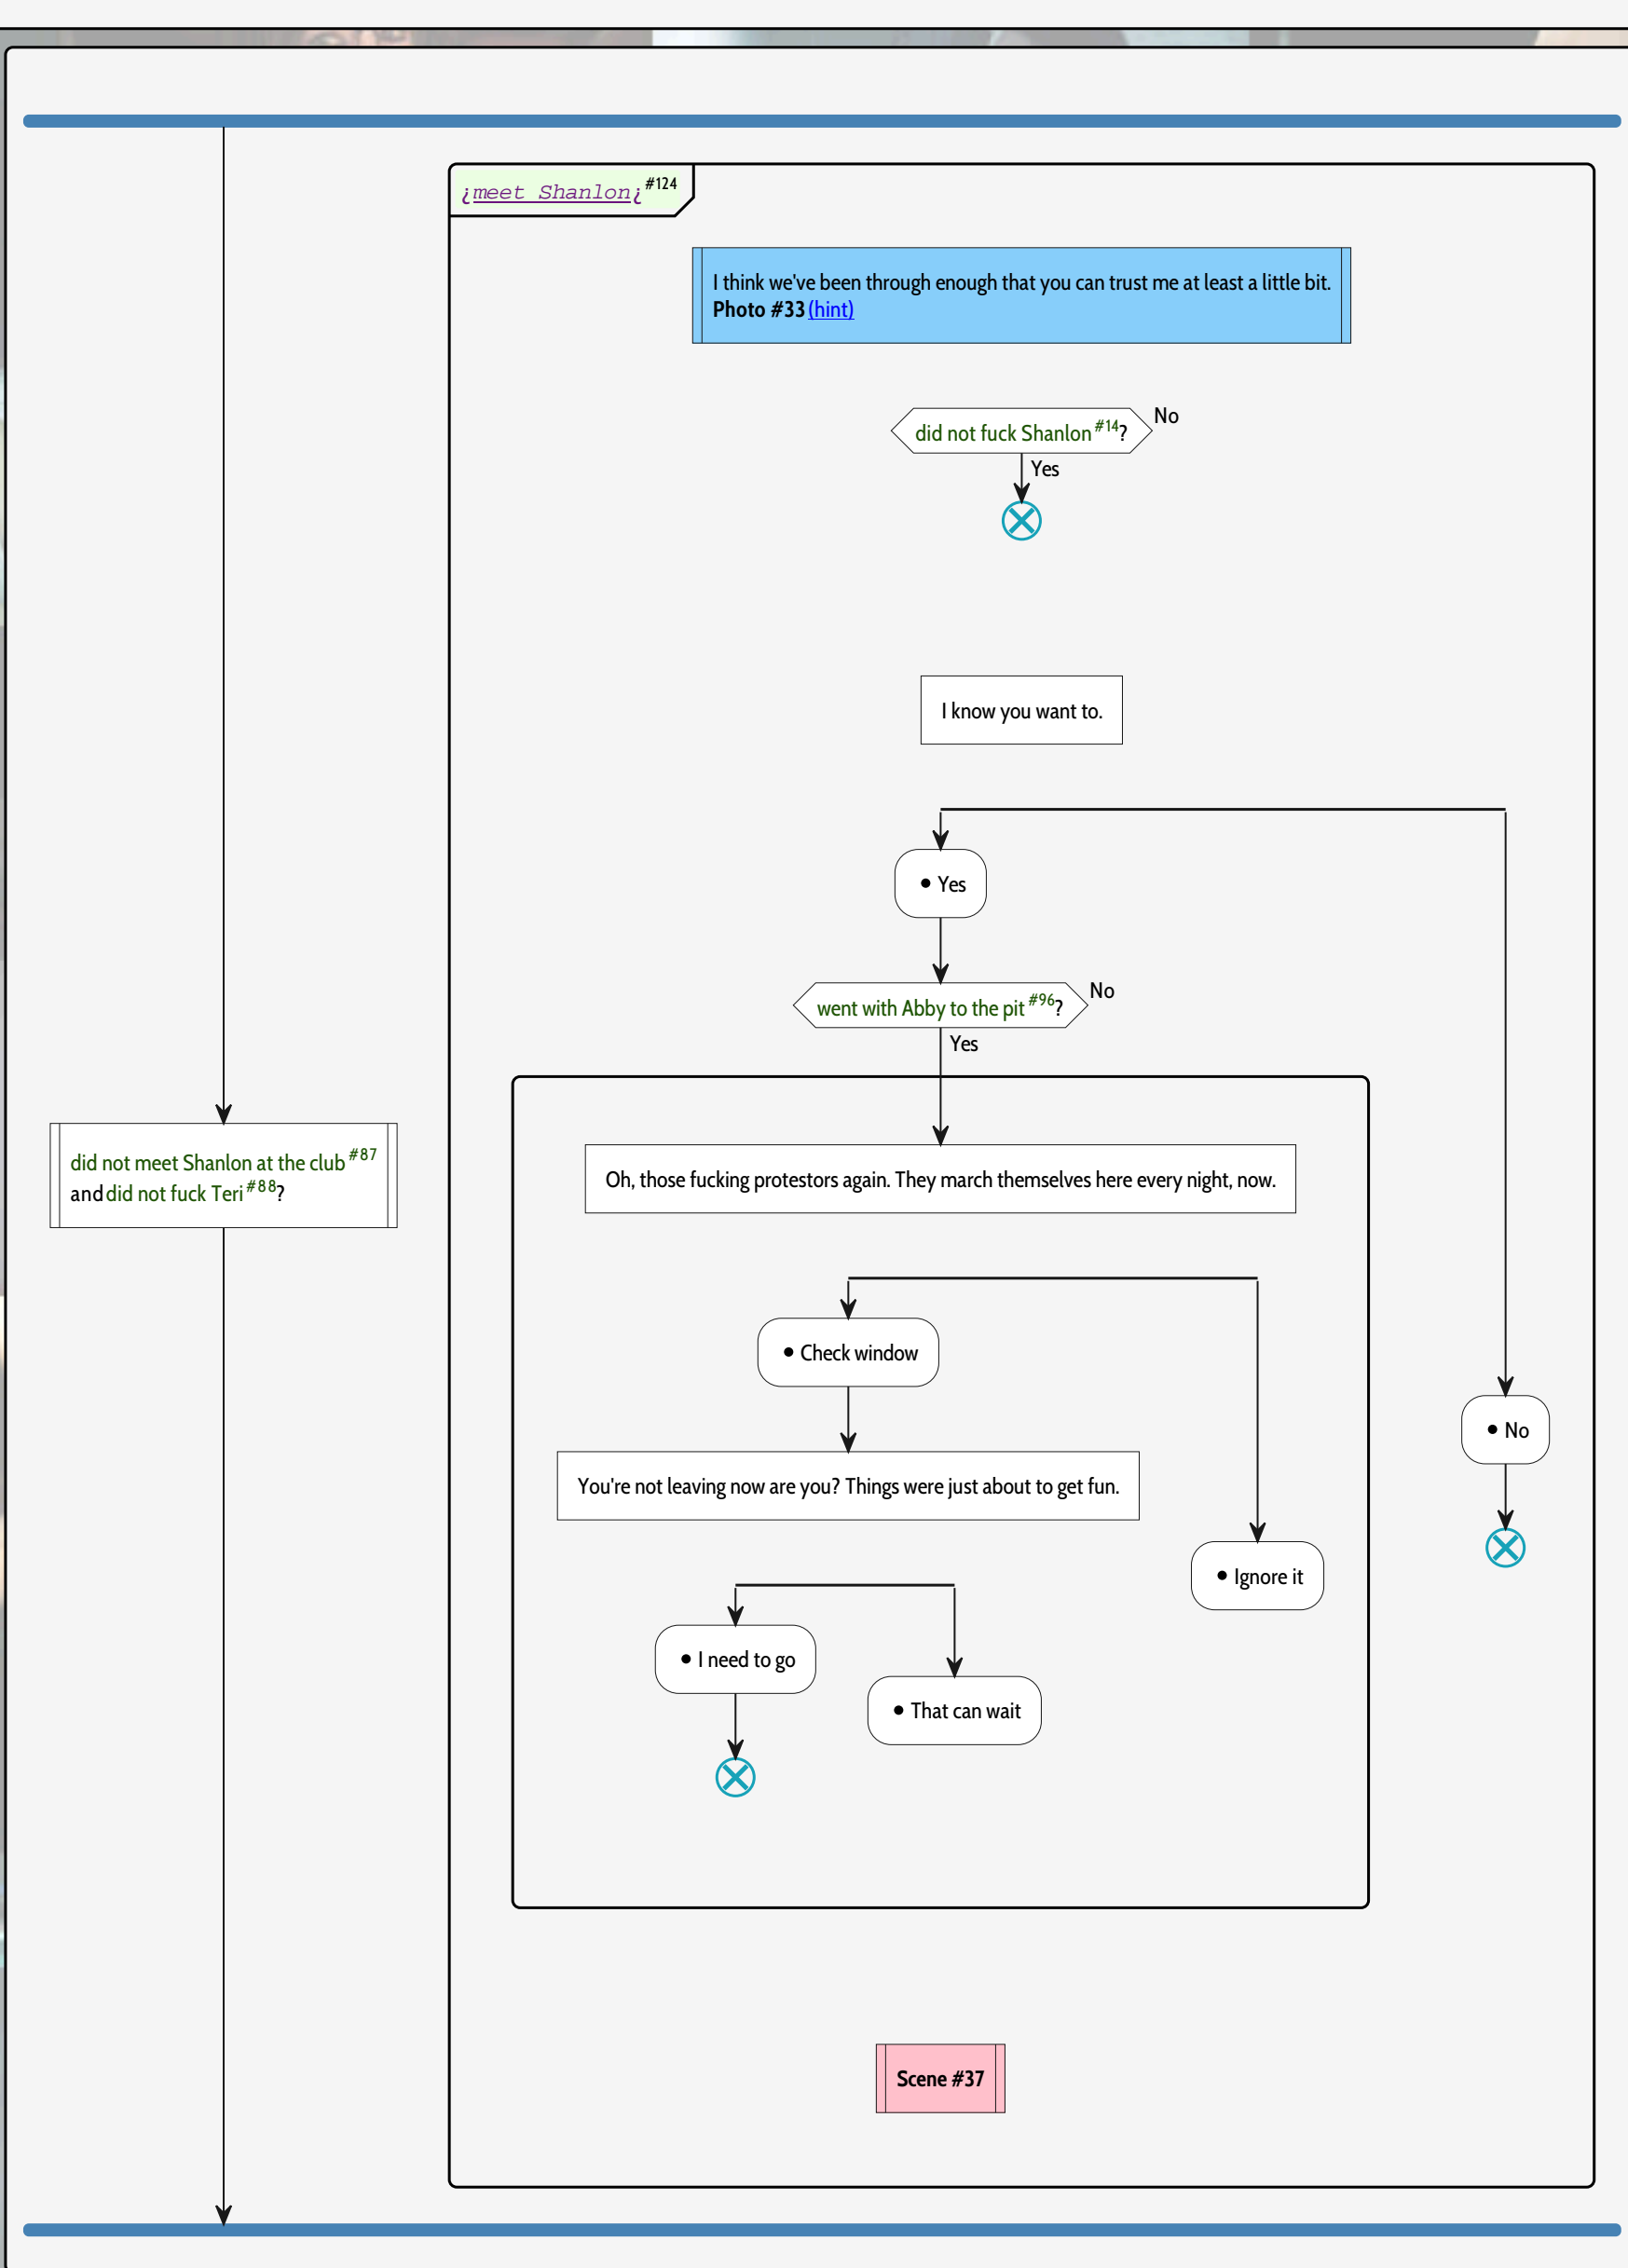 ¿meet Shanlon¿ #124
I think we've been through enough that you can trust me at least a little bit.
Photo #33 (hint)
did not fuck Shanlon #14?
No
Yes
I know you want to.
• Yes
went with Abby to the pit #96?
No
Yes
did not meet Shanlon at the club #87
and did not fuck Teri #88?
Oh, those fucking protestors again. They march themselves here every night, now.
• Check window
• No
You're not leaving now are you? Things were just about to get fun.
• Ignore it
• I need to go
• That can wait
Scene #37